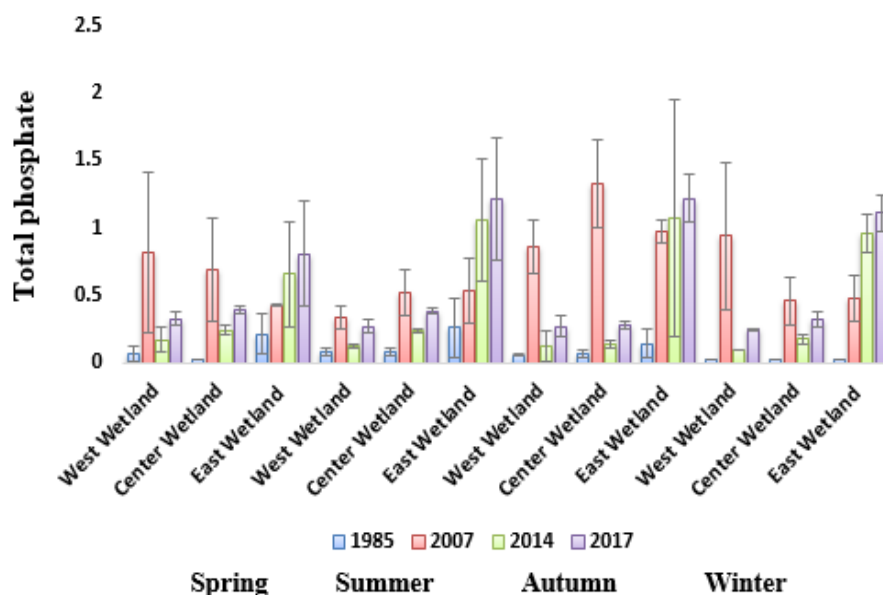 Total phosphate
2.5
2
1.5
1
0.5
0
West Wetland
Center Wetland
East Wetland
West Wetland
Center Wetland
East Wetland
West Wetland
Center Wetland
East Wetland
West Wetland
Center Wetland
East Wetland
1985 2007 2014 2017
Spring Summer Autumn Winter